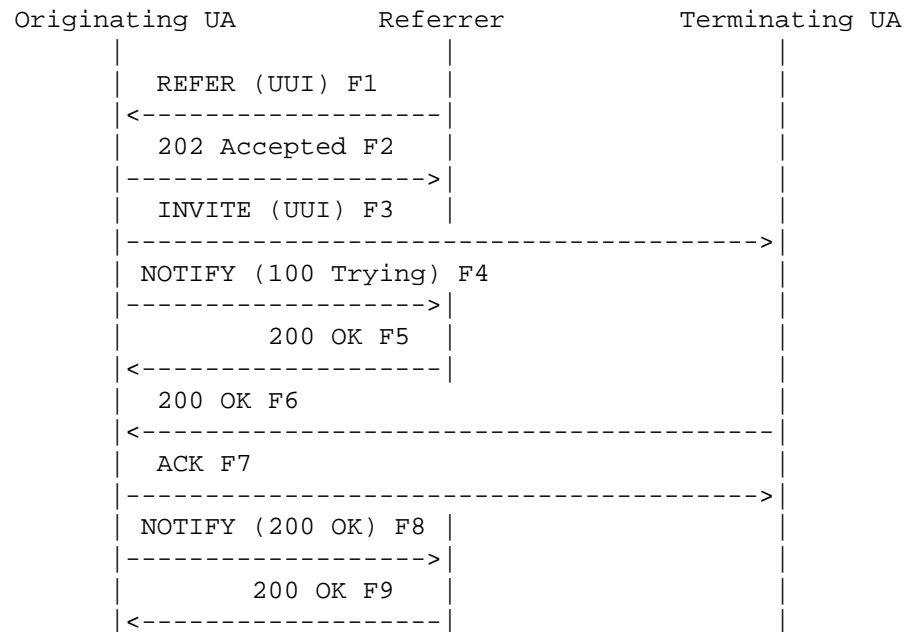 Originating UA Referrer Terminating UA
REFER (UUI) F1
202 Accepted F2
INVITE (UUI) F3
NOTIFY (100 Trying) F4
200 OK F5
200 OK F6
ACK F7
NOTIFY (200 OK) F8
200 OK F9